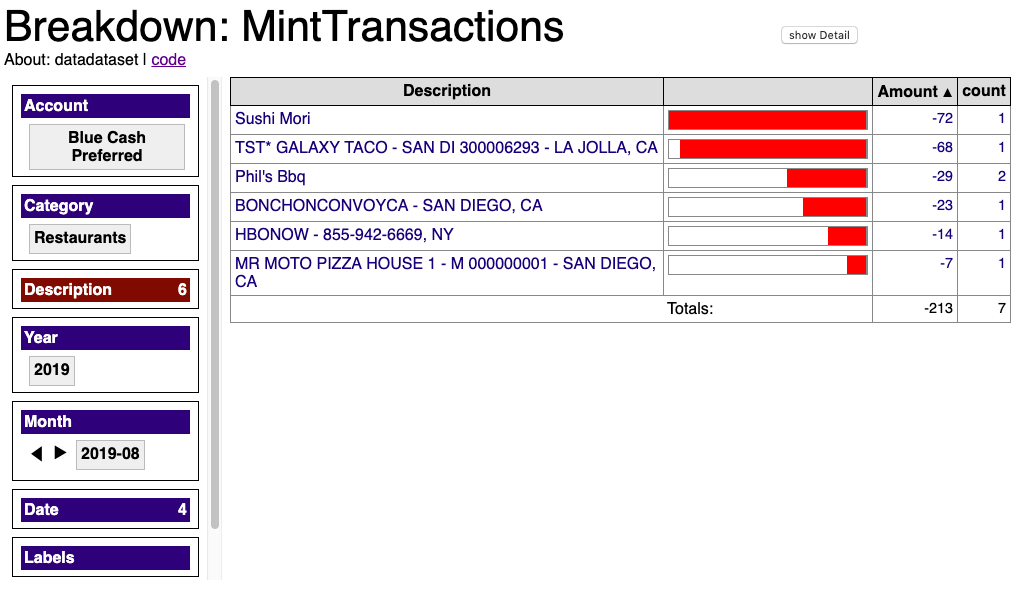 Breakdown: MintTransactions
show Detail
About: datadataset | code
Account
Blue Cash
Preferred
Category
Restaurants
Description 6
Year
2019
Month
◀ ▶ 2019-08
Date 4
Labels
Description Amount ▲ count
Sushi Mori -72 1
TST* GALAXY TACO - SAN DI 300006293 - LA JOLLA, CA -68 1
Phil's Bbq -29 2
BONCHONCONVOYCA - SAN DIEGO, CA -23 1
HBONOW - 855-942-6669, NY -14 1
MR MOTO PIZZA HOUSE 1 - M 000000001 - SAN DIEGO, -7 1
CA
Totals: -213 7